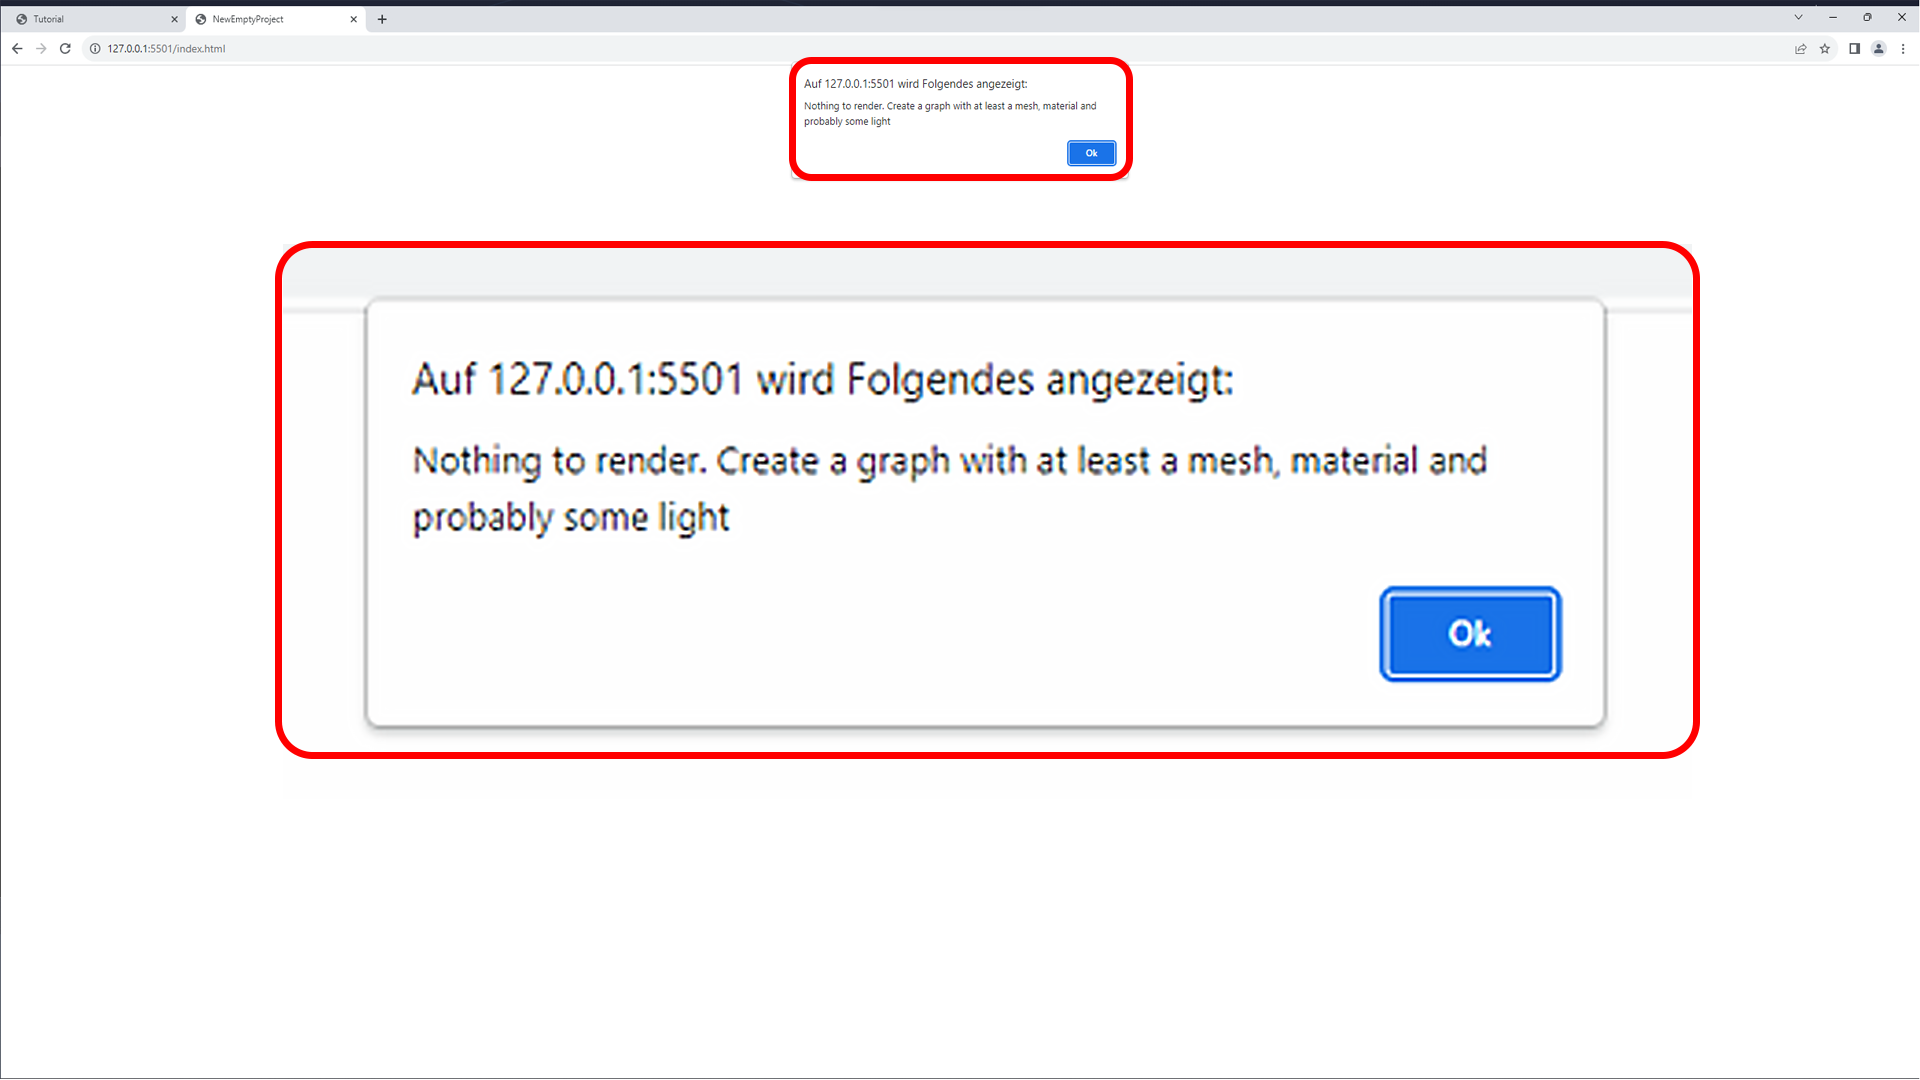 Tutorial
NewEmptyProject
127.0.0.1:5501/index.html
Auf 127.0.0.1:5501 wird Folgendes angezeigt:
Nothing to render. Create a graph with at least a mesh, material and
probably some light
Ok
Auf 127.0.0.1:5501 wird Folgendes angezeigt:
Nothing to render. Create a graph with at least a mesh, material and
probably some light
Ok